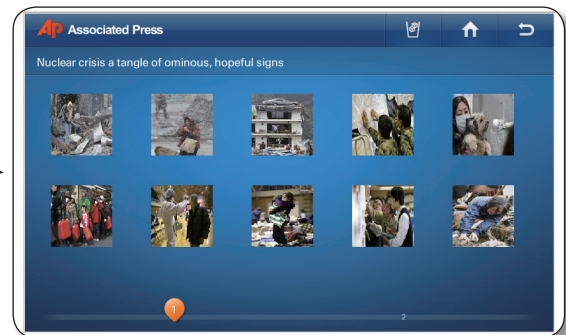 AP Associated Press
Nuclear crisis a tangle of ominous, hopeful signs
1
2